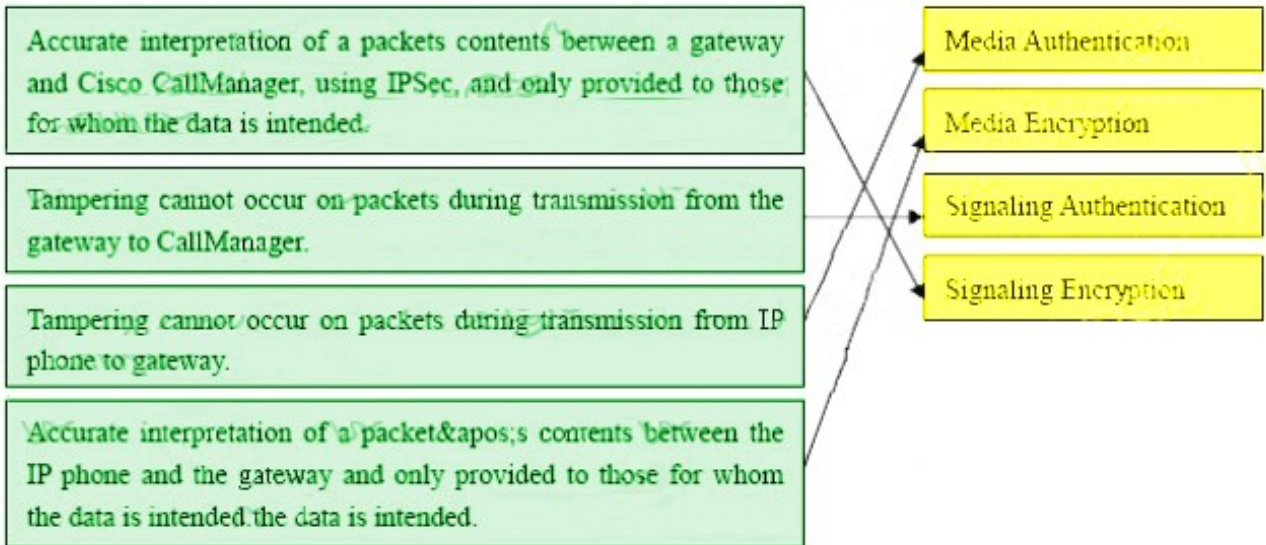 Accurate interpretation of a packets contents between a gateway
and Cisco CallManager, using IPSec, and only provided to those
for whom the data is intended.
Tampering cannot occur on packets during transmission from the
gateway to CallManager.
Tampering cannot occur on packets during transmission from IP
phone to gateway.
Accurate interpretation of a packet&apos;s contents between the
IP phone and the gateway and only provided to those for whom
the data is intended.the data is intended.
Media Authentication
Media Encryption
Signaling Authentication
Signaling Encryption